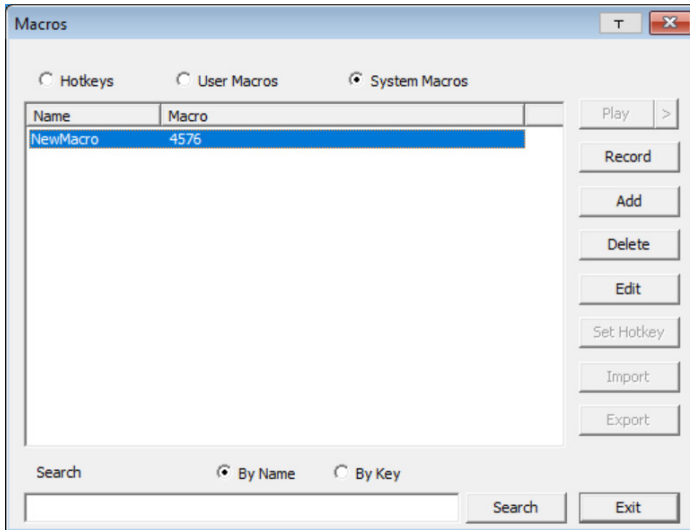 Macros
Hotkeys User Macros System Macros
Name Macro
NewMacro 4576
Play >
Record
Add
Delete
Edit
Set Hotkey
Import
Export
Search By Name By Key
Search Exit